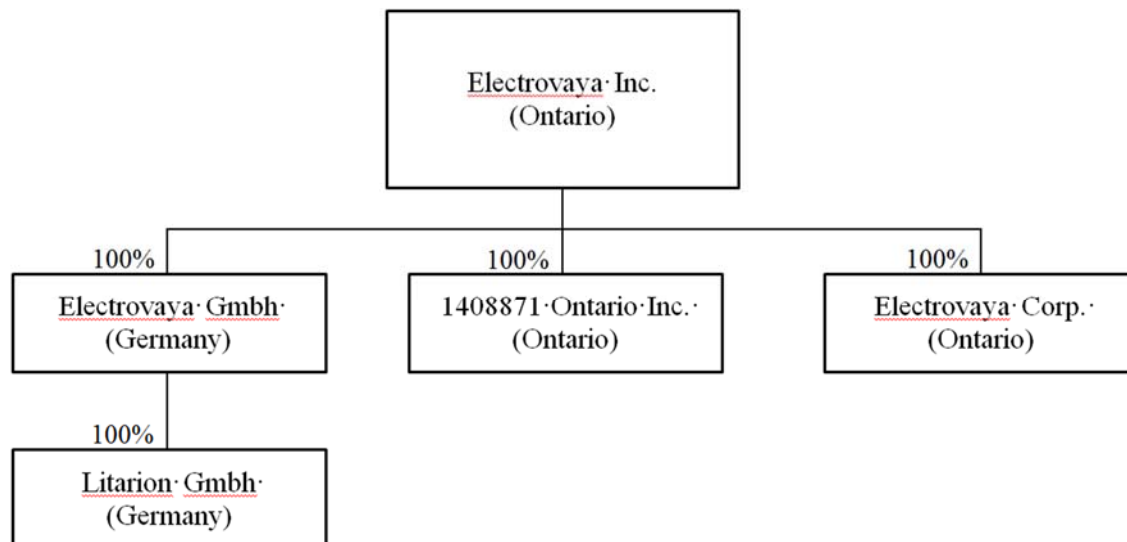 Electrovaya Inc.
(Ontario)
100%
100%
100%
Electrovaya Gmbh
(Germany)
1408871 Ontario Inc.
(Ontario)
Electrovaya Corp.
(Ontario)
100%
Litarion Gmbh
(Germany)